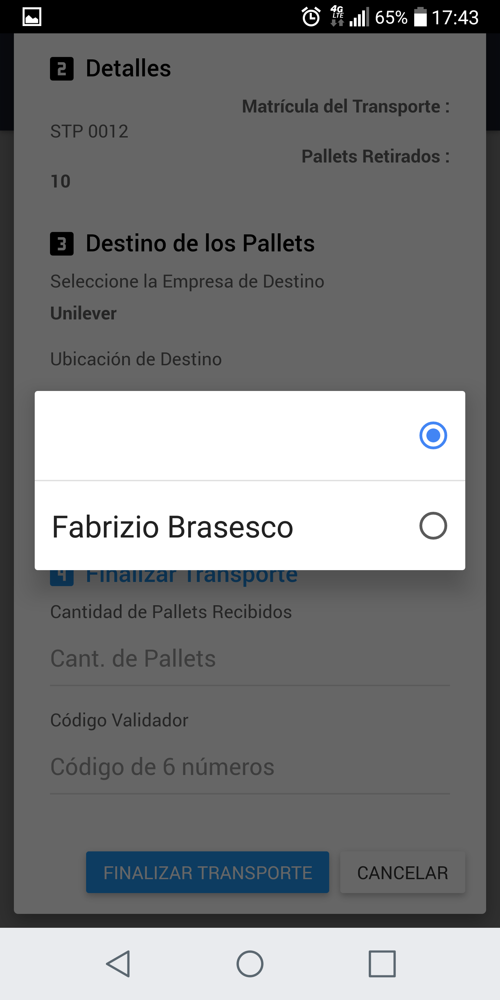 4G LTE 65% 17:43
2 Detalles
Matrícula del Transporte :
STP 0012
Pallets Retirados :
10
3 Destino de los Pallets
Seleccione la Empresa de Destino
Unilever
Ubicación de Destino
Fabrizio Brasesco
4 Finalizar Transporte
Cantidad de Pallets Recibidos
Cant. de Pallets
Código Validador
Código de 6 números
FINALIZAR TRANSPORTE CANCELAR